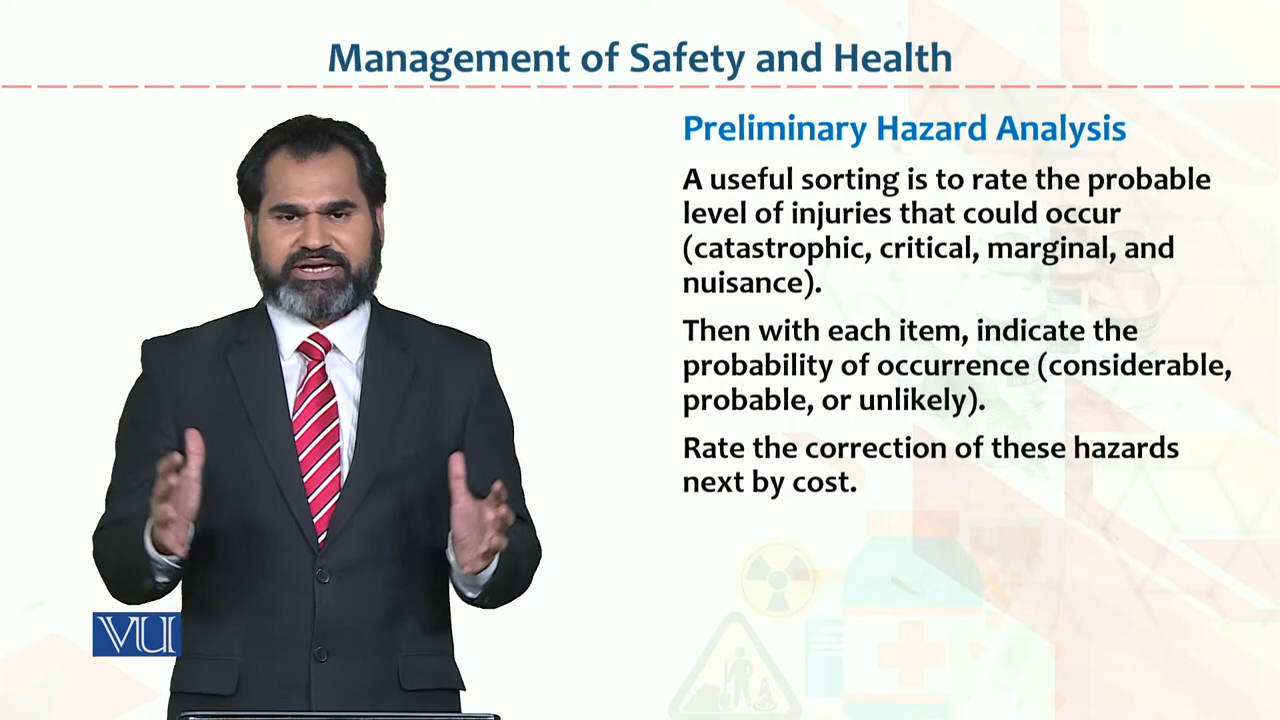 Management of Safety and Health
Preliminary Hazard Analysis
A useful sorting is to rate the probable
level of injuries that could occur
(catastrophic, critical, marginal, and
nuisance).
Then with each item, indicate the
probability of occurrence (considerable,
probable, or unlikely).
Rate the correction of these hazards
next by cost.
VU